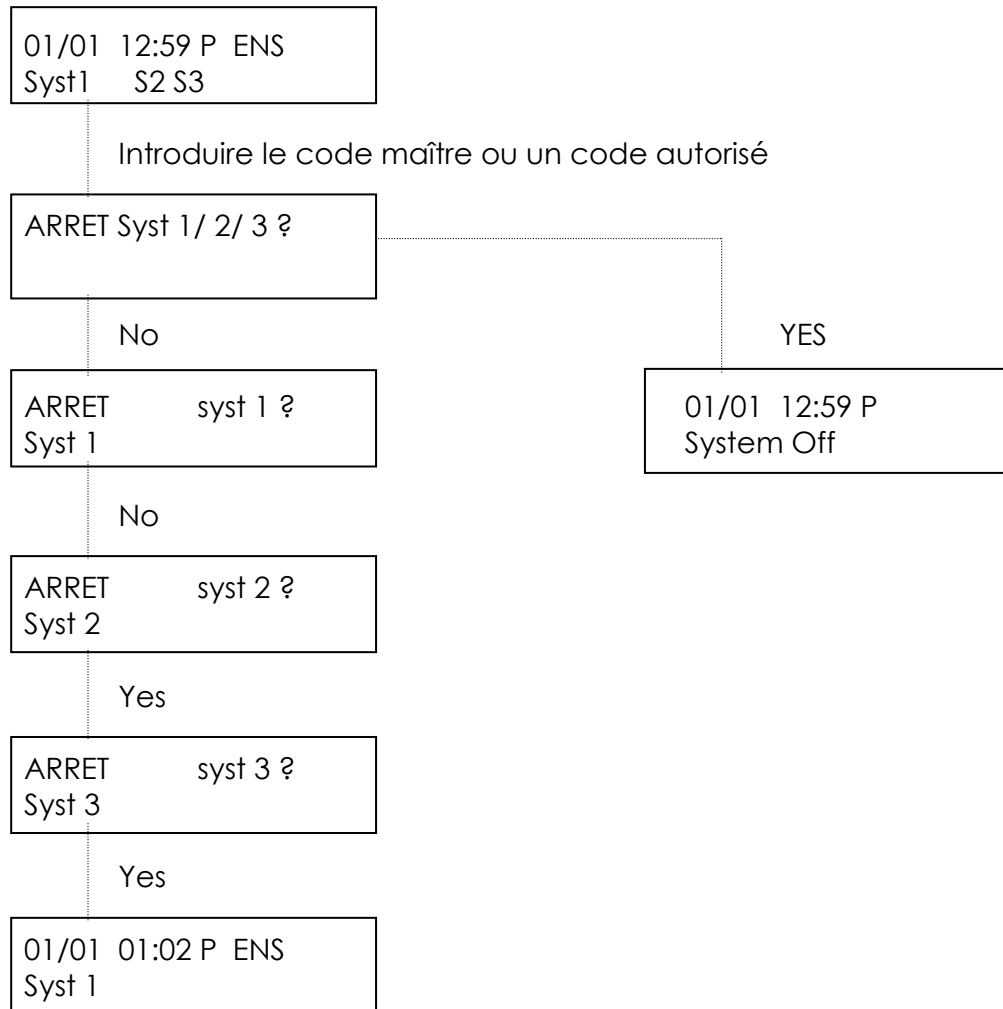 01/01 12:59 P ENS
Syst1 S2 S3
Introduire le code maître ou un code autorisé
ARRET Syst 1/ 2/ 3 ?
No
YES
ARRET syst 1 ?
Syst 1
01/01 12:59 P
System Off
No
ARRET syst 2 ?
Syst 2
Yes
ARRET syst 3 ?
Syst 3
Yes
01/01 01:02 P ENS
Syst 1